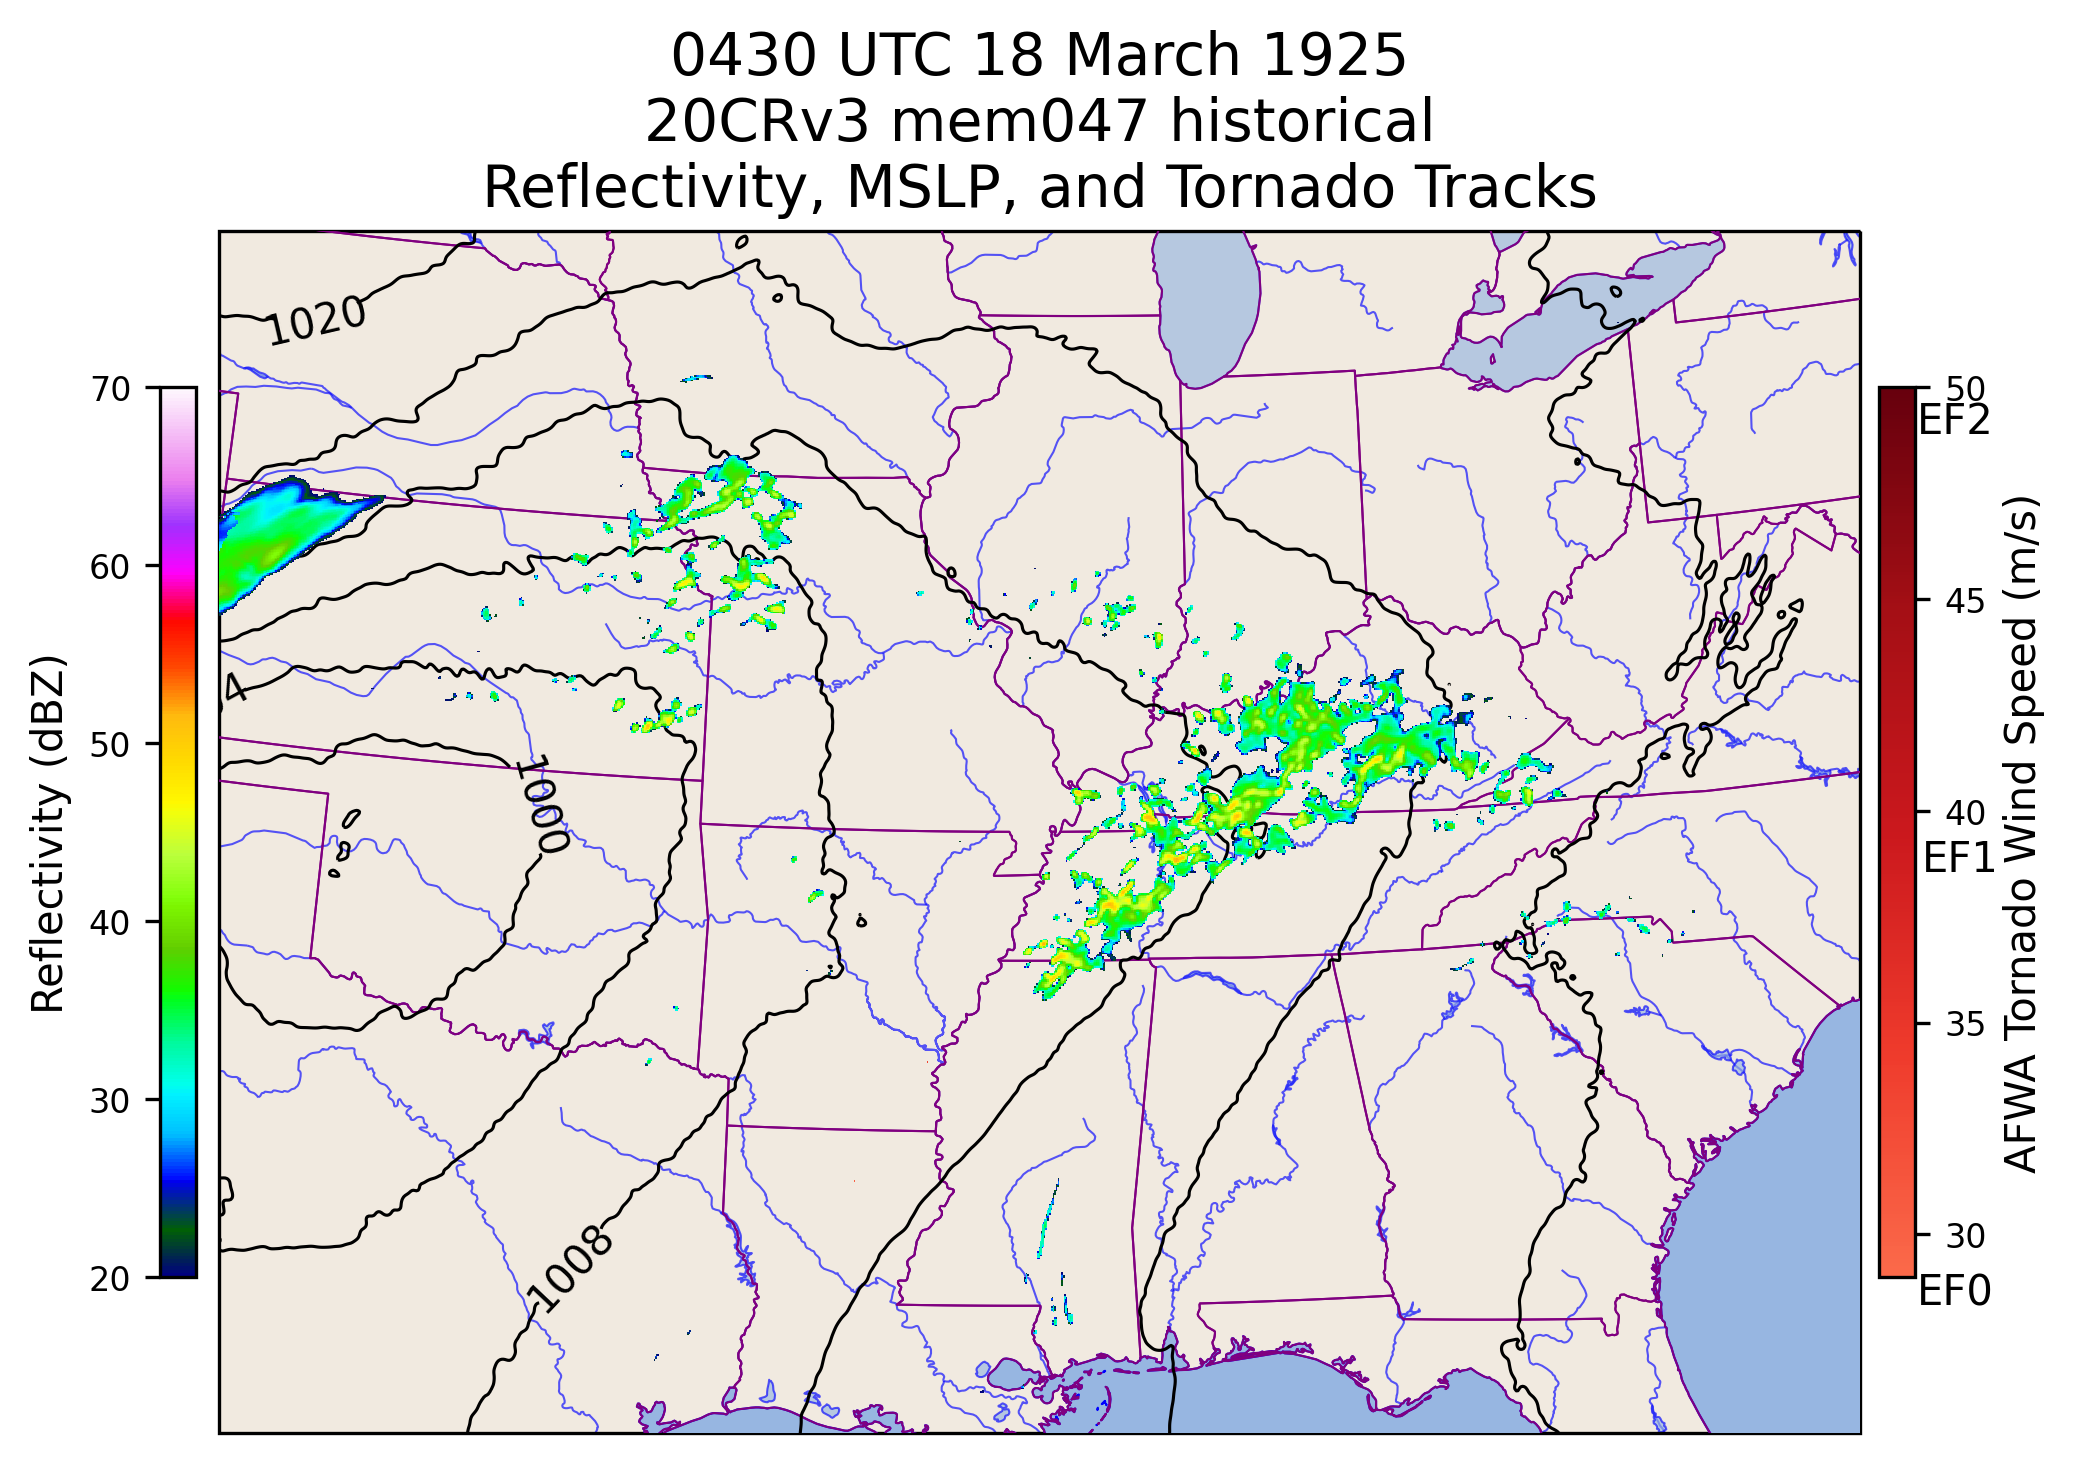 0430 UTC 18 March 1925
20CRv3 mem047 historical
Reflectivity, MSLP, and Tornado Tracks
1020
4
1000
1008
Reflectivity (dBZ)
70
60
50
40
30
20
50
EF2
45
40
EF1
35
30
EF0
AFWA Tornado Wind Speed (m/s)